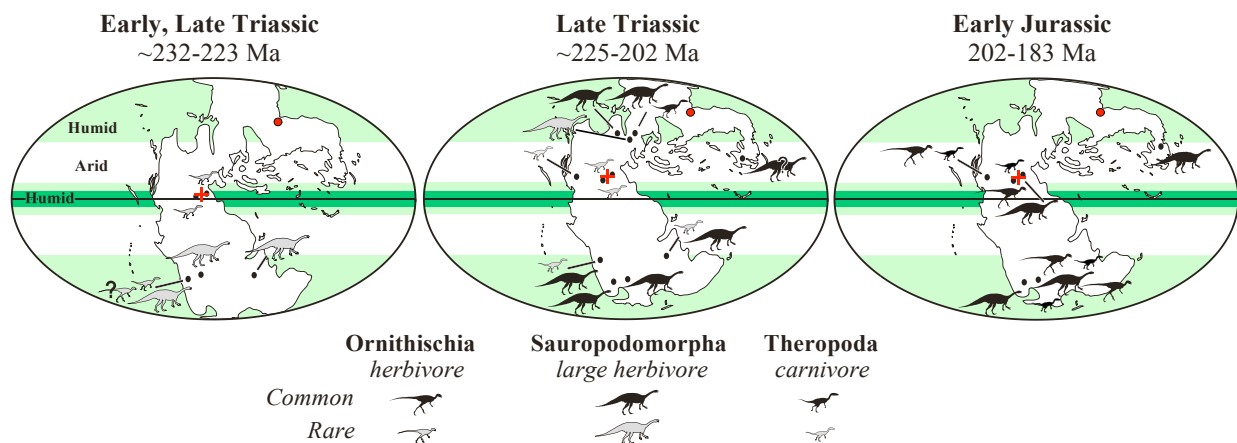 Early, Late Triassic
~232-223 Ma
Late Triassic
~225-202 Ma
Early Jurassic
202-183 Ma
Humid
Arid
Humid
?
?
Ornithischia
herbivore
Sauropodomorpha
large herbivore
Theropoda
carnivore
Common
Rare